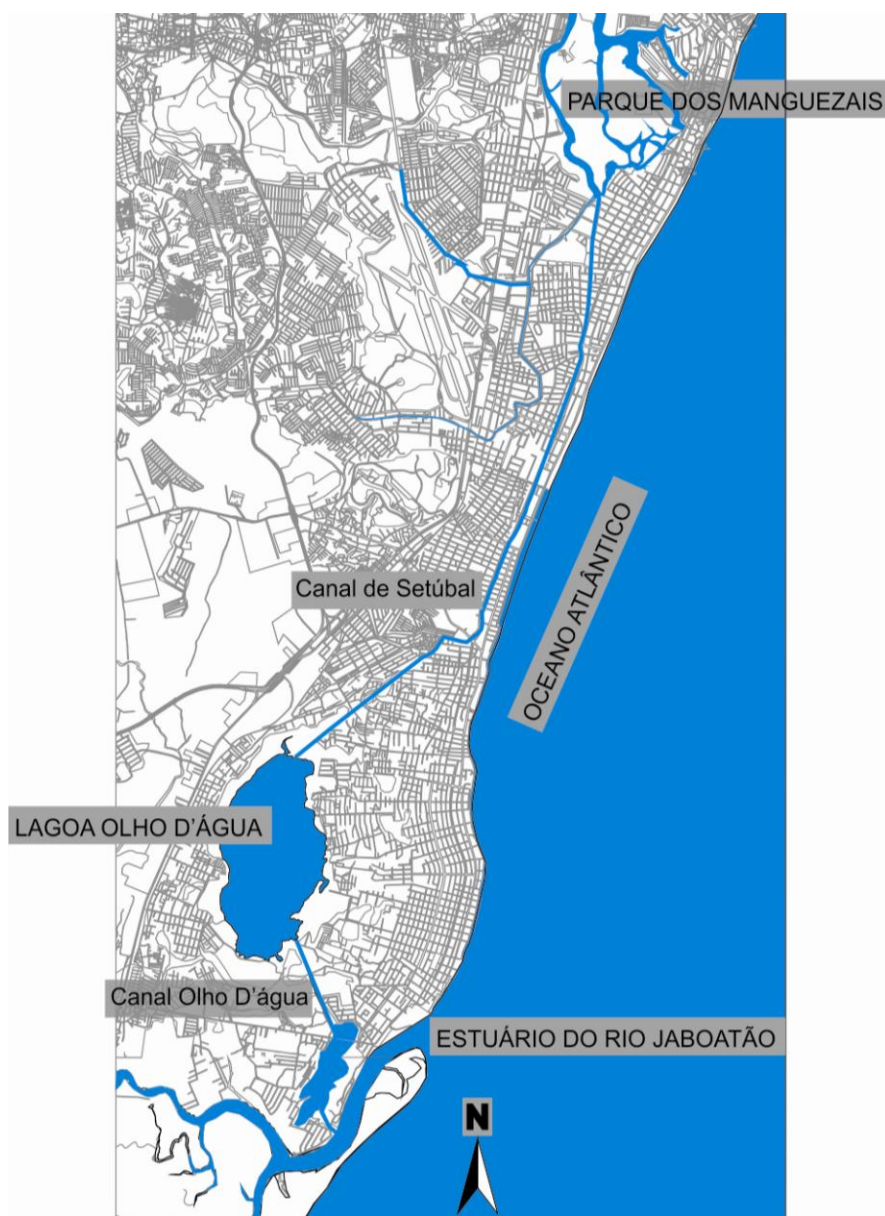 PARQUE DOS MANGUEZAIS
OCEANO ATLÂNTICO
Canal de Setúbal
LAGOA OLHO D'ÁGUA
Canal Olho D'água
ESTUÁRIO DO RIO JABOATÃO
N